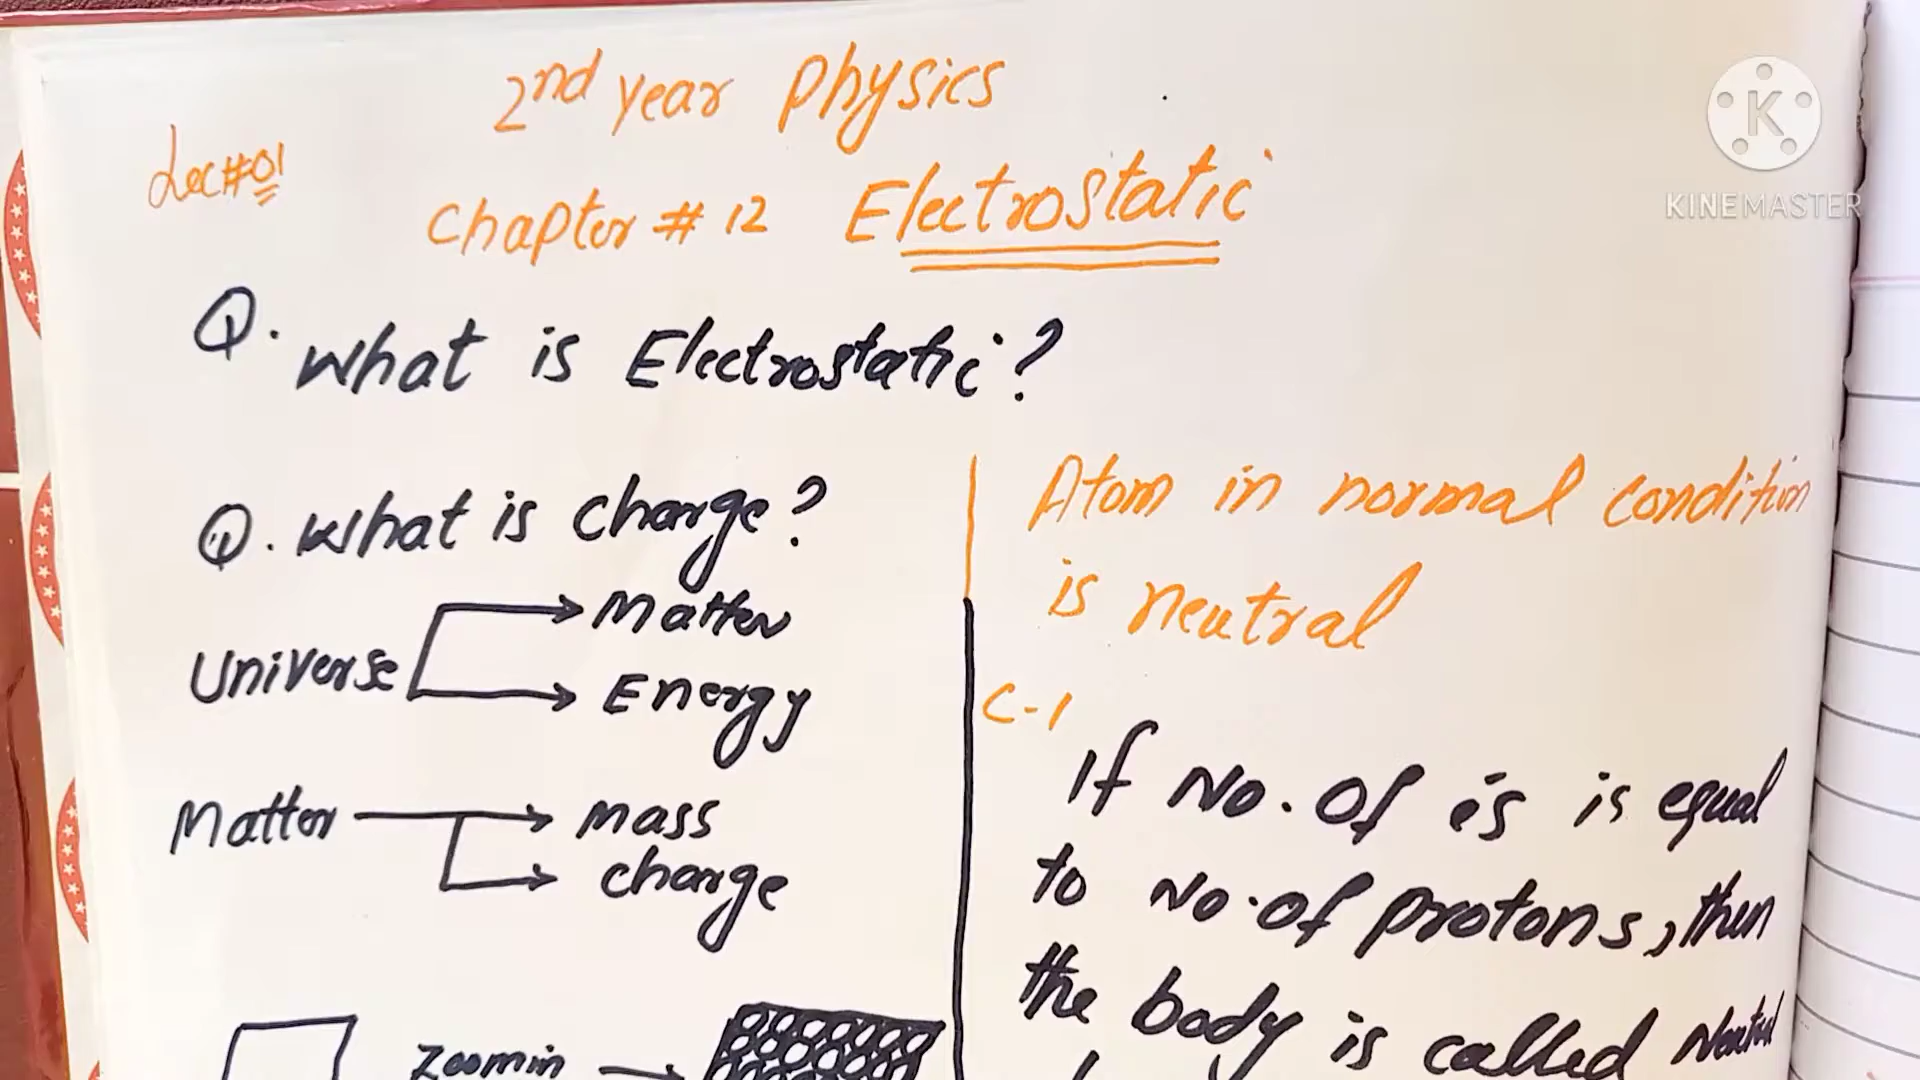 2nd year Physics
Lec#01
Chapter # 12 Electrostatic
Q. What is Electrostatic?
Q. What is charge?
Universe
Matter
Energy
Matter
mass
charge
Zoomin
Atom in normal condition
is neutral
C-1
If No. of e's is equal
to No. of protons, then
the body is called Neutral
K
KINEMASTER